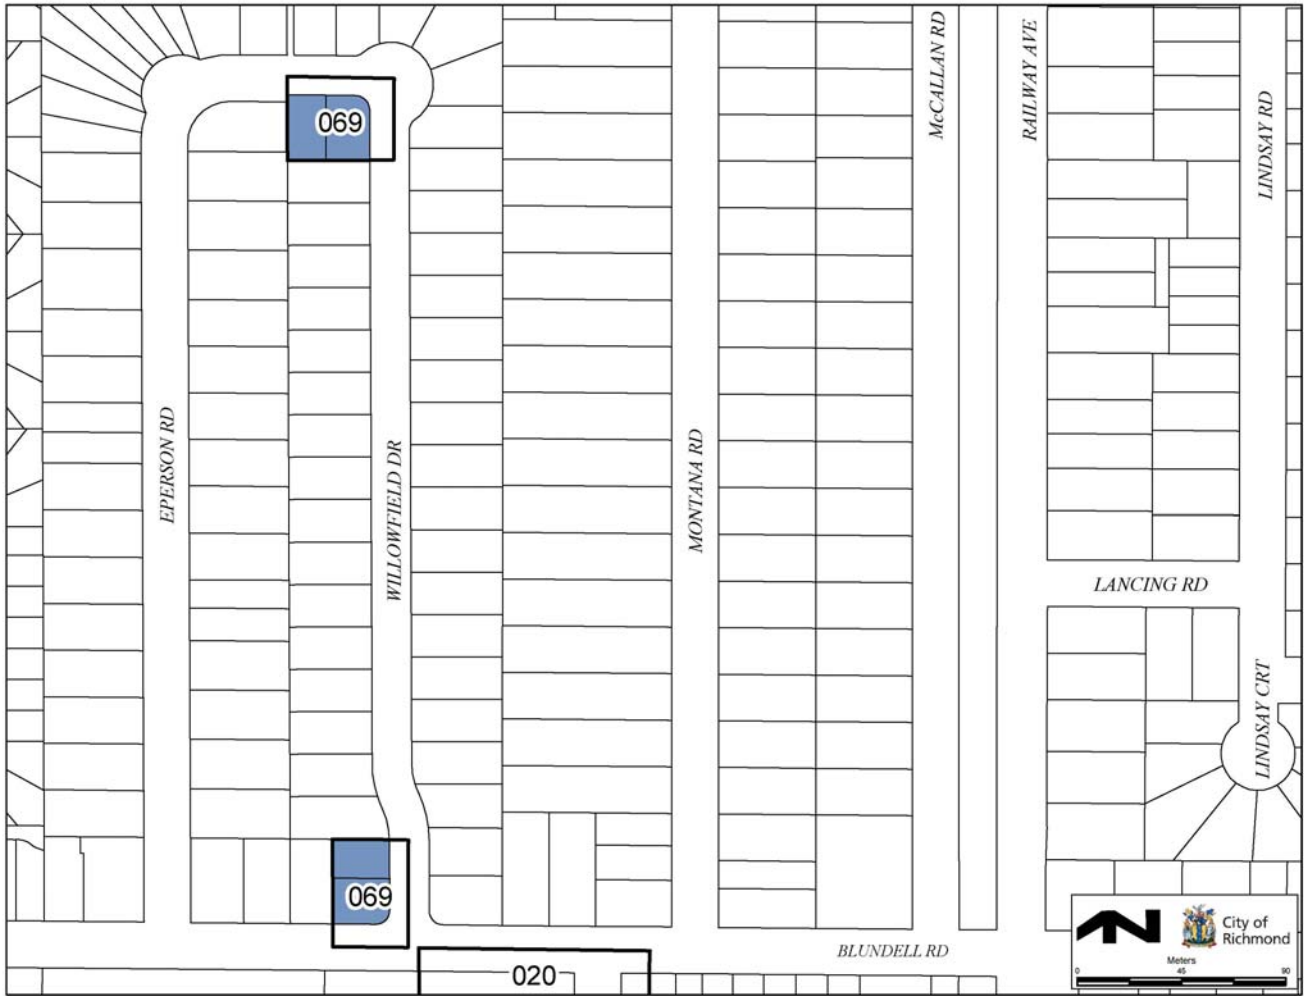 069
McCALLAN RD
RAILWAY AVE
LINDSAY RD
EPERSON RD
WILLOWFIELD DR
MONTANA RD
LANCING RD
LINDSAY CRT
069
BLUNDELL RD
020
N
City of
Richmond
Meters
0 45 90